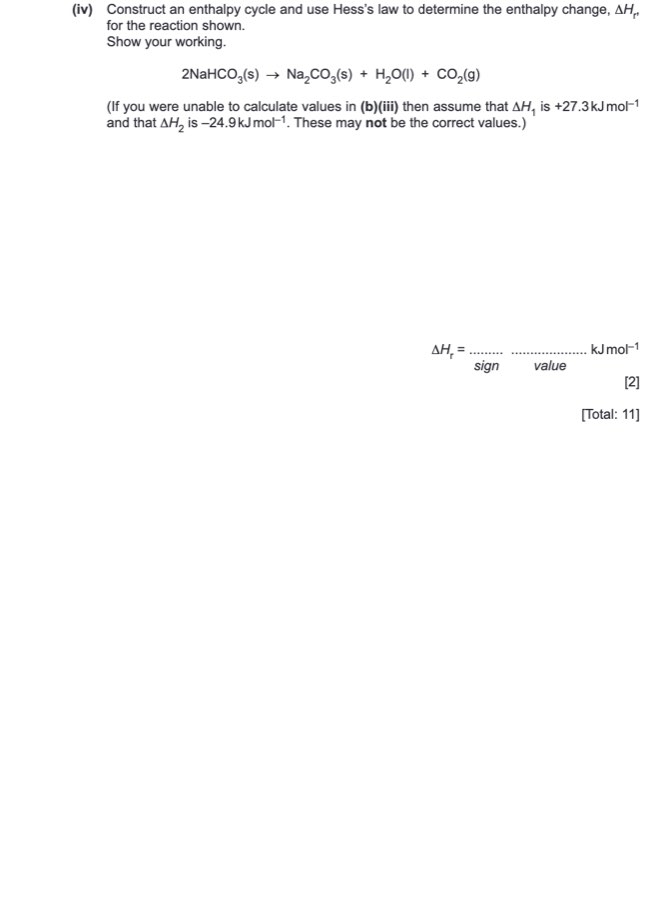 (iv) Construct an enthalpy cycle and use Hess's law to determine the enthalpy change, ΔHᵣ,
for the reaction shown.
Show your working.
2NaHCO₃(s) → Na₂CO₃(s) + H₂O(l) + CO₂(g)
(If you were unable to calculate values in (b)(iii) then assume that ΔH₁ is +27.3 kJ mol⁻¹
and that ΔH₂ is –24.9 kJ mol⁻¹. These may not be the correct values.)
ΔHᵣ = ......... .................... kJ mol⁻¹
sign value
[2]
[Total: 11]